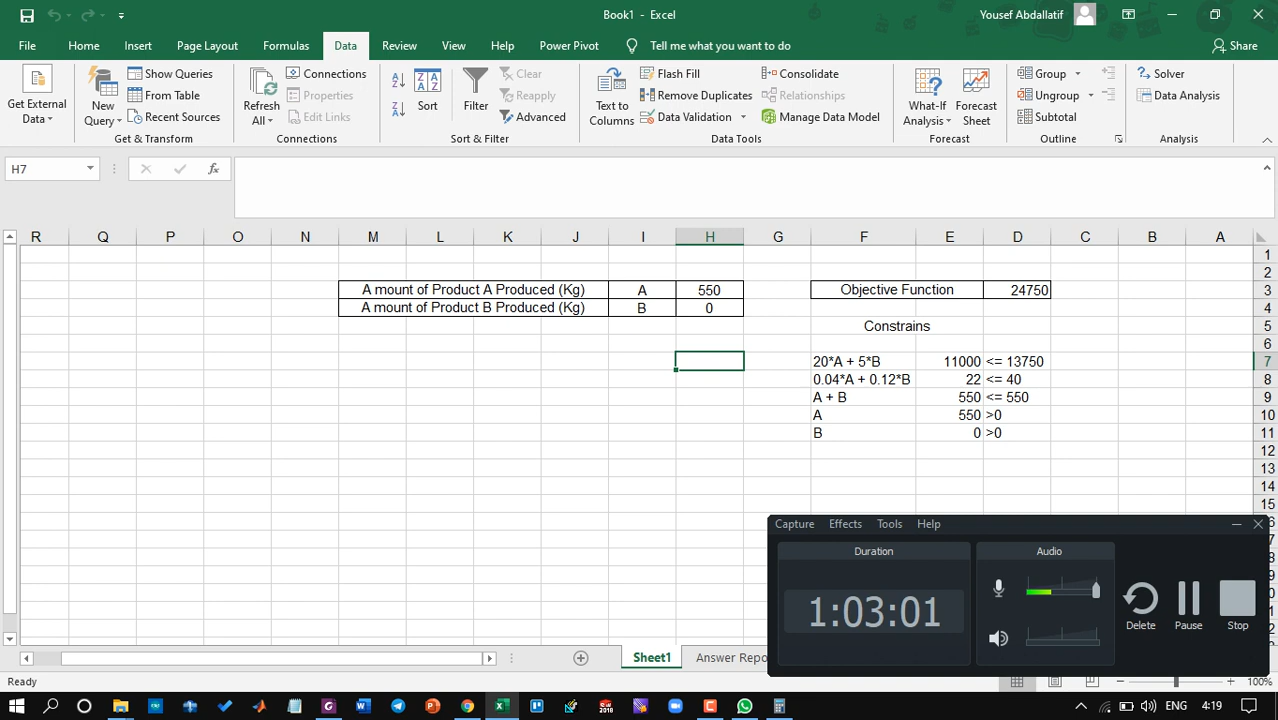 Book1 - Excel
Yousef Abdallatif
File Home Insert Page Layout Formulas Data Review View Help Power Pivot Tell me what you want to do Share
Get External Data
New Query
Show Queries
From Table
Recent Sources
Get & Transform
Refresh All
Connections
Properties
Edit Links
Connections
Sort
Filter
Clear
Reapply
Advanced
Sort & Filter
Text to Columns
Flash Fill
Remove Duplicates
Data Validation
Consolidate
Relationships
Manage Data Model
Data Tools
What-If Analysis
Forecast Sheet
Forecast
Group
Ungroup
Subtotal
Outline
Solver
Data Analysis
Analysis
H7
fx
R Q P O N M L K J I H G F E D C B A
1
2
A mount of Product A Produced (Kg) A 550 Objective Function 24750 3
A mount of Product B Produced (Kg) B 0 4
Constrains 5
6
20*A + 5*B 11000 <= 13750 7
0.04*A + 0.12*B 22 <= 40 8
A + B 550 <= 550 9
A 550 >0 10
B 0 >0 11
12
13
14
15
Capture Effects Tools Help
Duration
1:03:01
Audio
Delete
Pause
Stop
Sheet1 Answer Repo
Ready
100%
2018
ENG 4:19